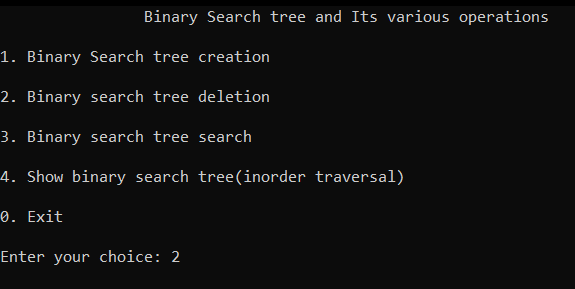 Binary Search tree and Its various operations
1. Binary Search tree creation
2. Binary search tree deletion
3. Binary search tree search
4. Show binary search tree(inorder traversal)
0. Exit
Enter your choice: 2